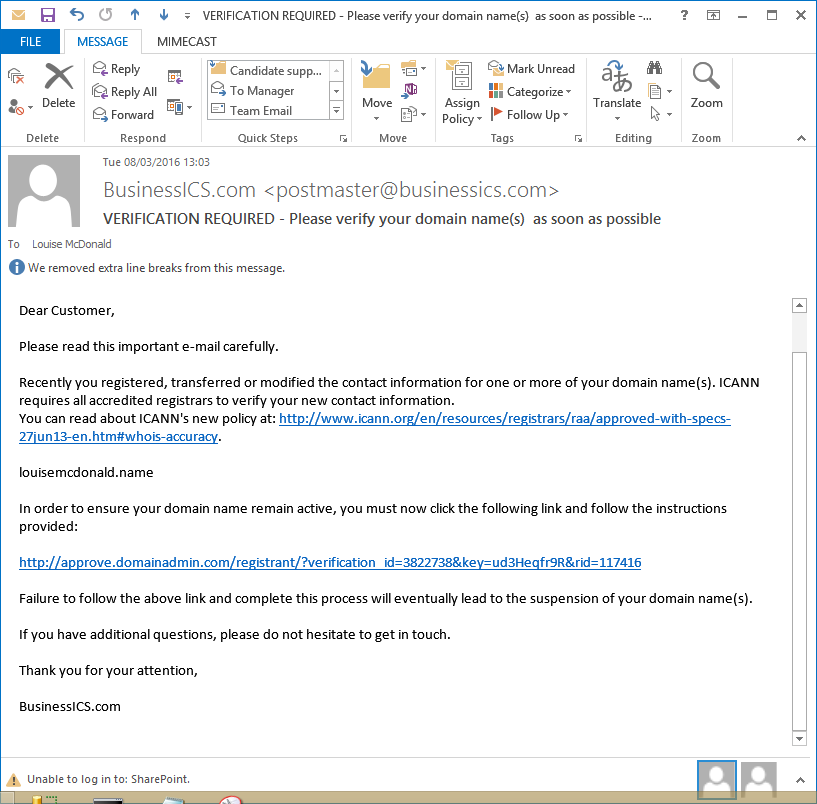 VERIFICATION REQUIRED - Please verify your domain name(s)  as soon as possible -...
?
FILE
MESSAGE
MIMECAST
Delete
Reply
Reply All
Forward
Candidate supp...
To Manager
Team Email
Move
Assign
Policy
Mark Unread
Categorize
Follow Up
Translate
Zoom
Delete
Respond
Quick Steps
Move
Tags
Editing
Zoom
Tue 08/03/2016 13:03
BusinessICS.com <postmaster@businessics.com>
VERIFICATION REQUIRED - Please verify your domain name(s)  as soon as possible
To Louise McDonald
We removed extra line breaks from this message.
Dear Customer,
Please read this important e-mail carefully.
Recently you registered, transferred or modified the contact information for one or more of your domain name(s). ICANN
requires all accredited registrars to verify your new contact information.
You can read about ICANN's new policy at: http://www.icann.org/en/resources/registrars/raa/approved-with-specs-
27jun13-en.htm#whois-accuracy.
louisemcdonald.name
In order to ensure your domain name remain active, you must now click the following link and follow the instructions
provided:
http://approve.domainadmin.com/registrant/?verification_id=3822738&key=ud3Heqfr9R&rid=117416
Failure to follow the above link and complete this process will eventually lead to the suspension of your domain name(s).
If you have additional questions, please do not hesitate to get in touch.
Thank you for your attention,
BusinessICS.com
Unable to log in to: SharePoint.